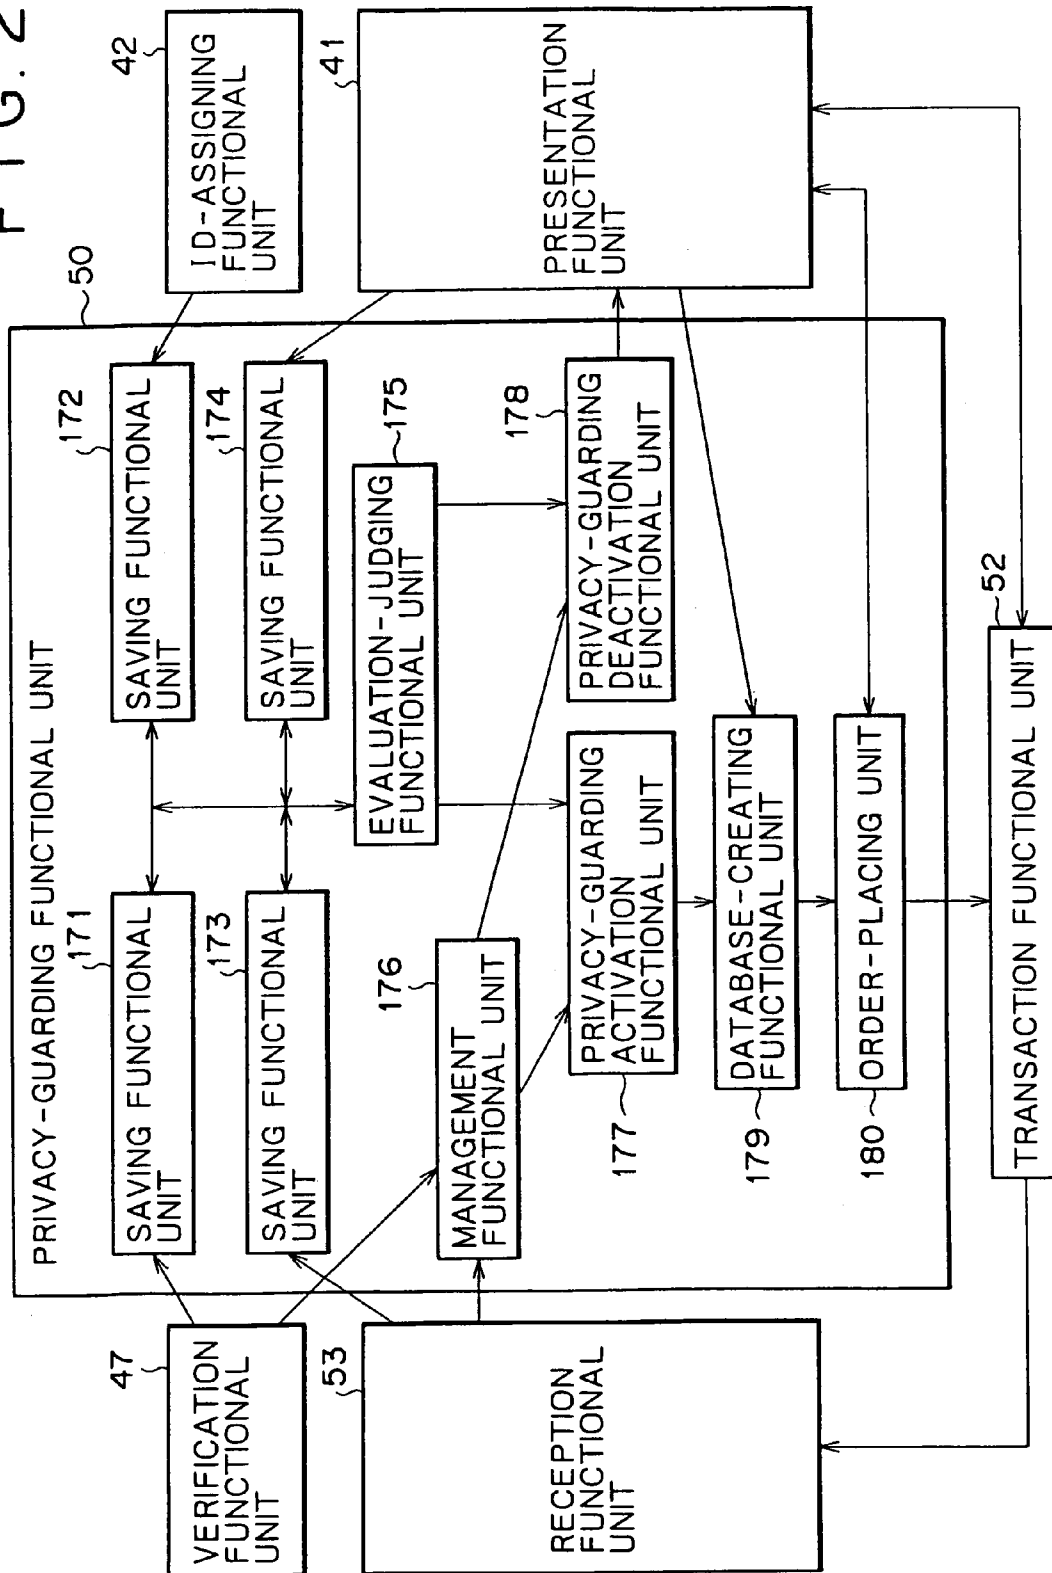 FIG. 2
PRIVACY-GUARDING FUNCTIONAL UNIT
50
47
VERIFICATION
FUNCTIONAL
UNIT
171
SAVING FUNCTIONAL
UNIT
172
SAVING FUNCTIONAL
UNIT
42
ID-ASSIGNING
FUNCTIONAL
UNIT
173
SAVING FUNCTIONAL
UNIT
174
SAVING FUNCTIONAL
UNIT
53
RECEPTION
FUNCTIONAL
UNIT
41
PRESENTATION
FUNCTIONAL
UNIT
175
EVALUATION-JUDGING
FUNCTIONAL UNIT
176
MANAGEMENT
FUNCTIONAL UNIT
177
PRIVACY-GUARDING
ACTIVATION
FUNCTIONAL UNIT
178
PRIVACY-GUARDING
DEACTIVATION
FUNCTIONAL UNIT
179
DATABASE-CREATING
FUNCTIONAL UNIT
180
ORDER-PLACING UNIT
52
TRANSACTION FUNCTIONAL UNIT